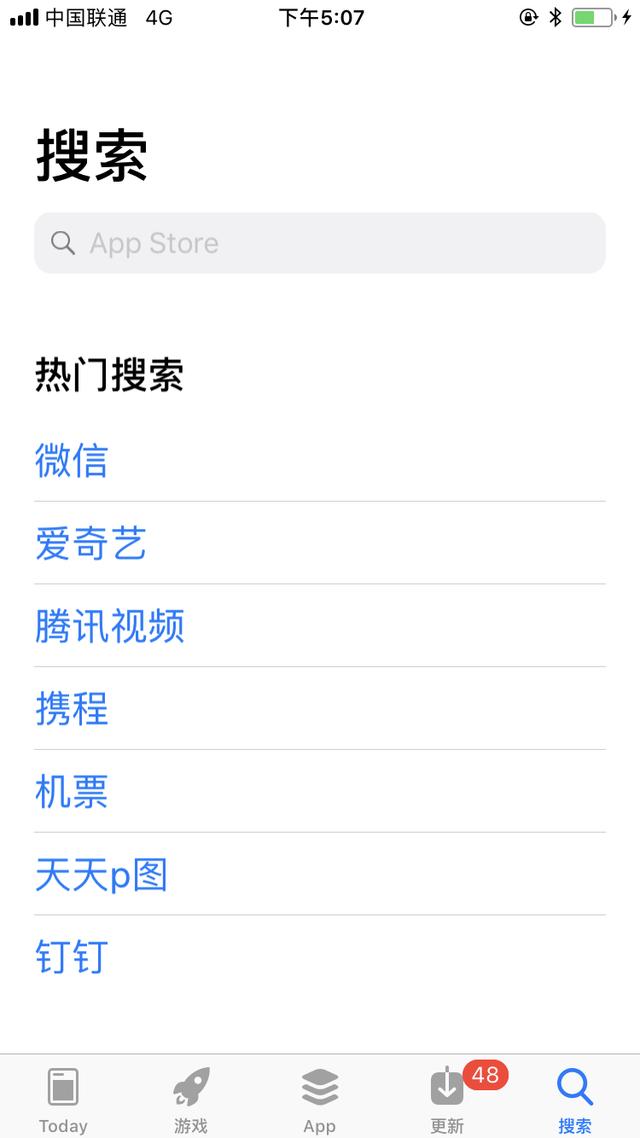 中国联通 4G 下午5:07
搜索
App Store
热门搜索
微信
爱奇艺
腾讯视频
携程
机票
天天p图
钉钉
48
Today 游戏 App 更新 搜索